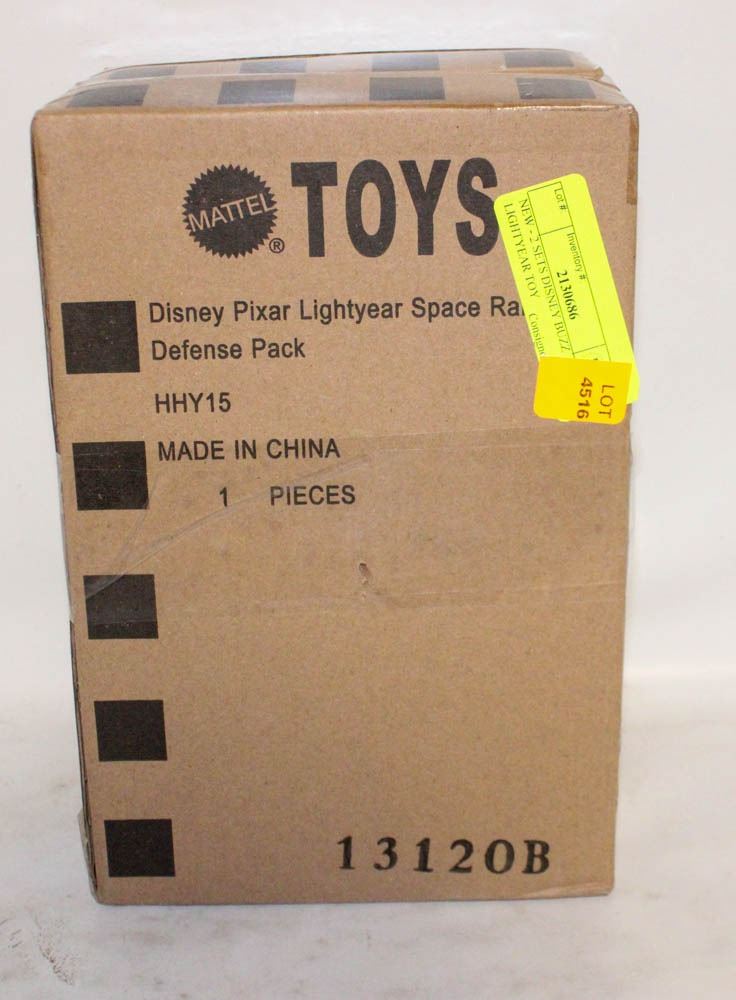 MATTEL
®
TOYS
Disney Pixar Lightyear Space
Defense Pack
HHY15
MADE IN CHINA
1 PIECES
13120B
Lot #
Inventory #
2130686
NEW - 2 SETS DISNEY BUZZ
LIGHTYEAR TOY
LOT
4516